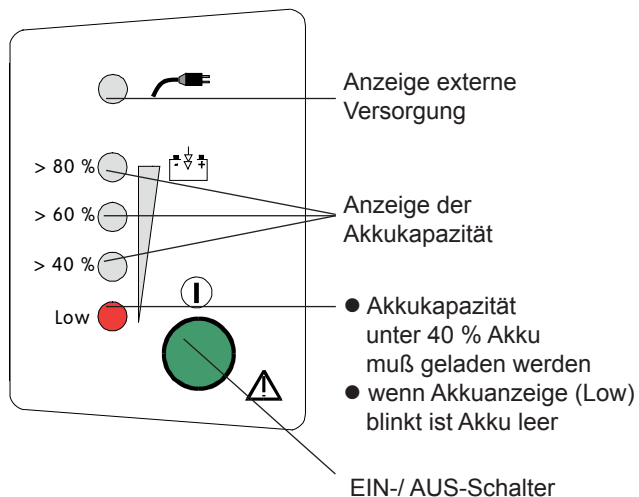 Anzeige externe
Versorgung
> 80 %
> 60 %
> 40 %
Low
- +
Anzeige der
Akkukapazität
● Akkukapazität
unter 40 % Akku
muß geladen werden
● wenn Akkuanzeige (Low)
blinkt ist Akku leer
EIN-/ AUS-Schalter